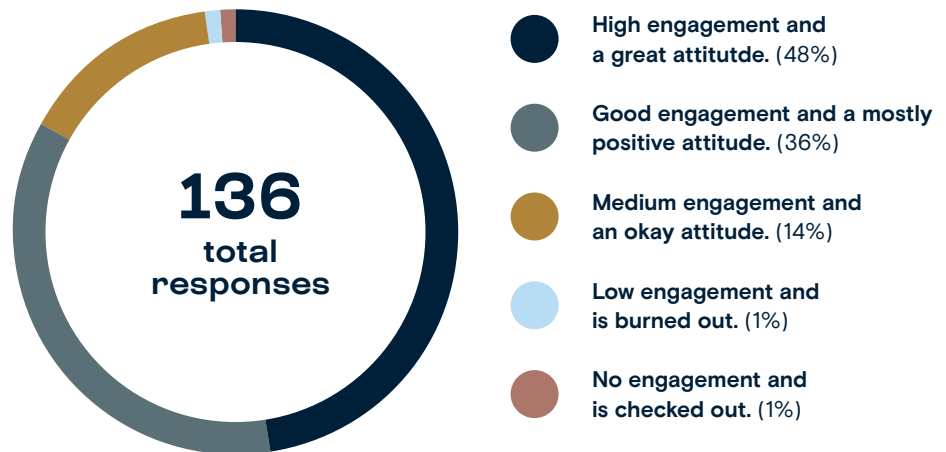 136
total
responses
High engagement and
a great attitutde. (48%)
Good engagement and a mostly
positive attitude. (36%)
Medium engagement and
an okay attitude. (14%)
Low engagement and
is burned out. (1%)
No engagement and
is checked out. (1%)